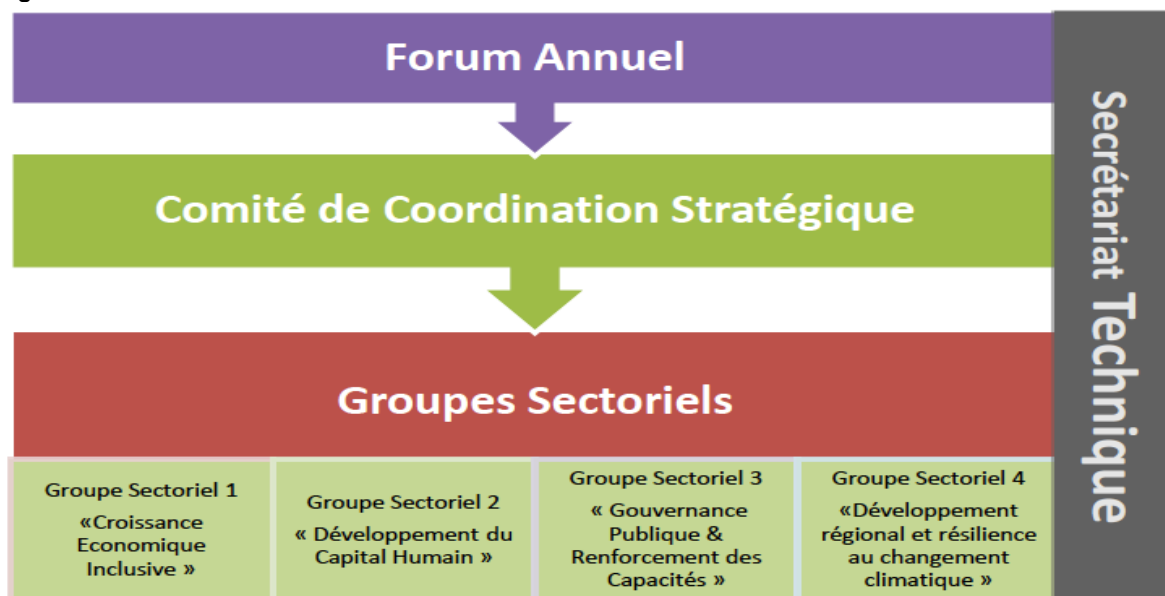 Forum Annuel
Comité de Coordination Stratégique
Groupes Sectoriels
Groupe Sectoriel 1
«Croissance
Economique
Inclusive »
Groupe Sectoriel 2
« Développement du
Capital Humain »
Groupe Sectoriel 3
« Gouvernance
Publique &
Renforcement des
Capacités »
Groupe Sectoriel 4
«Développement
régional et résilience
au changement
climatique »
Secrétariat Technique